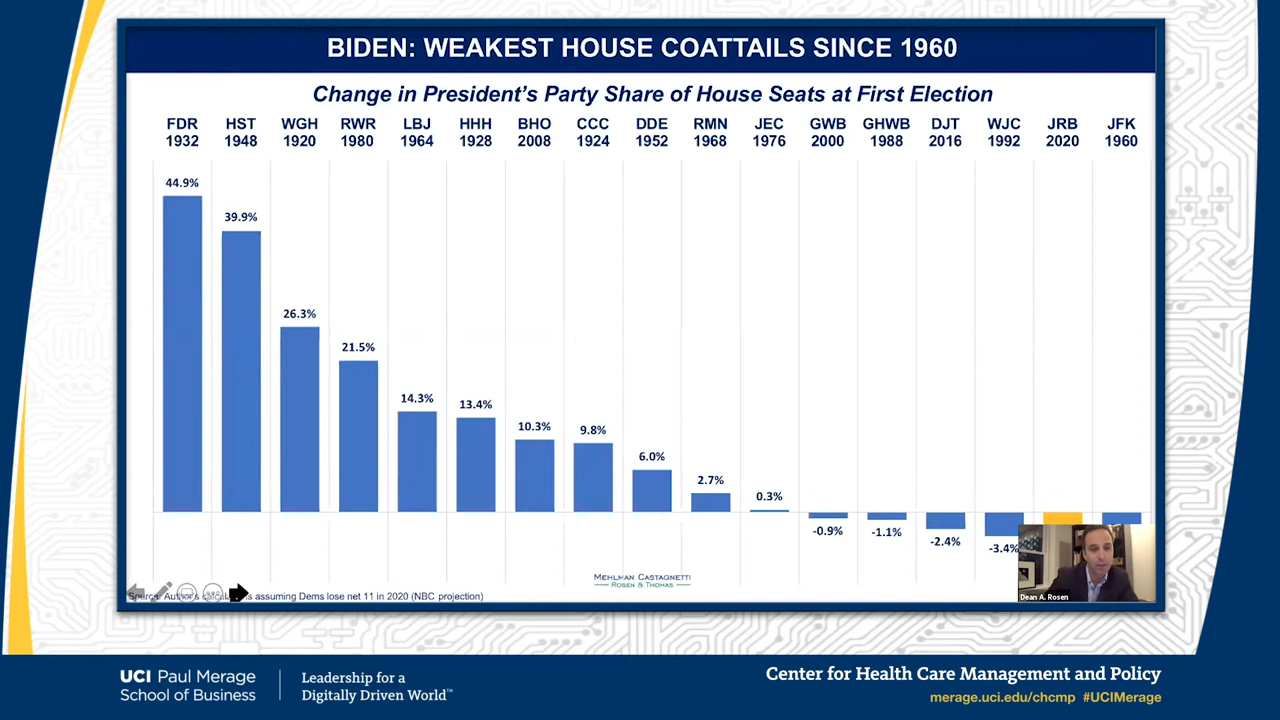 BIDEN: WEAKEST HOUSE COATTAILS SINCE 1960
Change in President's Party Share of House Seats at First Election
FDR HST WGH RWR LBJ HHH BHO CCC DDE RMN JEC GWB GHWB DJT WJC JRB JFK
1932 1948 1920 1980 1964 1928 2008 1924 1952 1968 1976 2000 1988 2016 1992 2020 1960
44.9%
39.9%
26.3%
21.5%
14.3%
13.4%
10.3%
9.8%
6.0%
2.7%
0.3%
-0.9%
-1.1%
-2.4%
-3.4%
MEHLMAN CASTAGNETTI
ROSEN & THOMAS
Source: Author's assuming Dems lose net 11 in 2020 (NBC projection)
Dean A. Rosen
UCI Paul Merage
School of Business
Leadership for a
Digitally Driven World™
Center for Health Care Management and Policy
merage.uci.edu/chcmp #UCIMerage